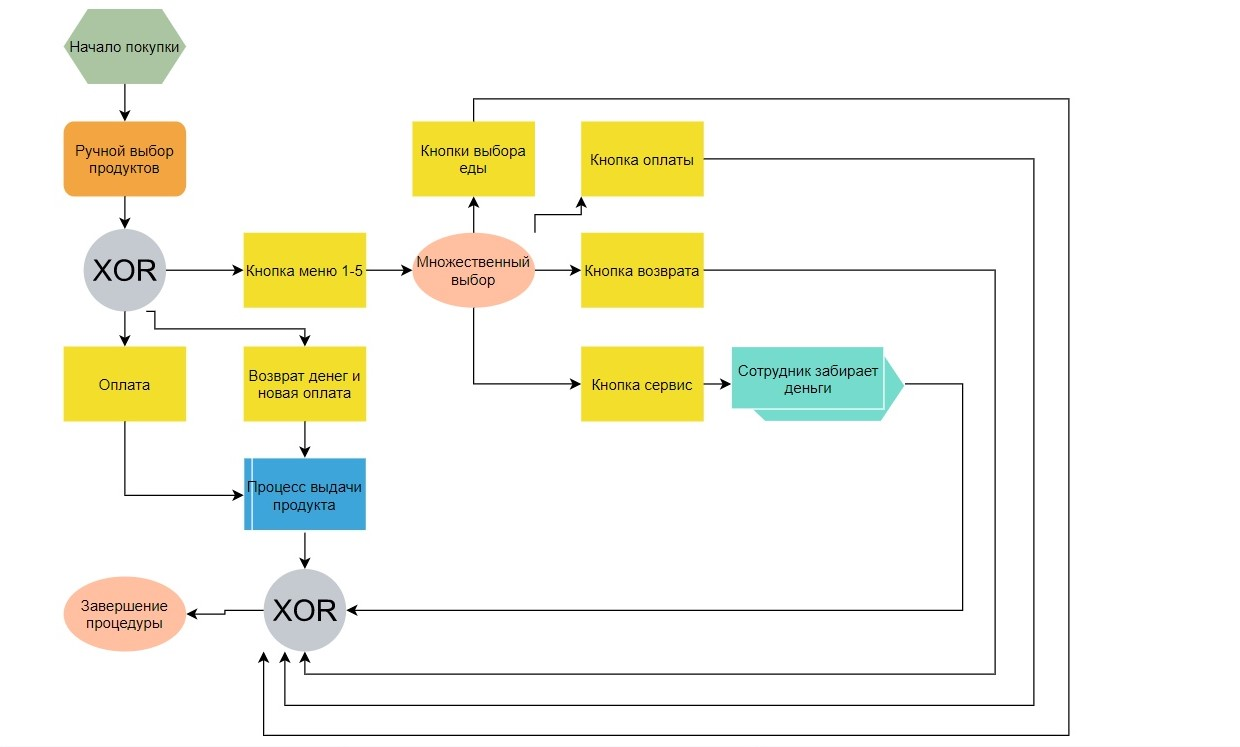 Начало покупки
Ручной выбор
продуктов
Кнопки выбора
еды
Кнопка оплаты
XOR
Кнопка меню 1-5
Множественный
выбор
Кнопка возврата
Оплата
Возврат денег и
новая оплата
Кнопка сервис
Сотрудник забирает
деньги
Процесс выдачи
продукта
Завершение
процедуры
XOR